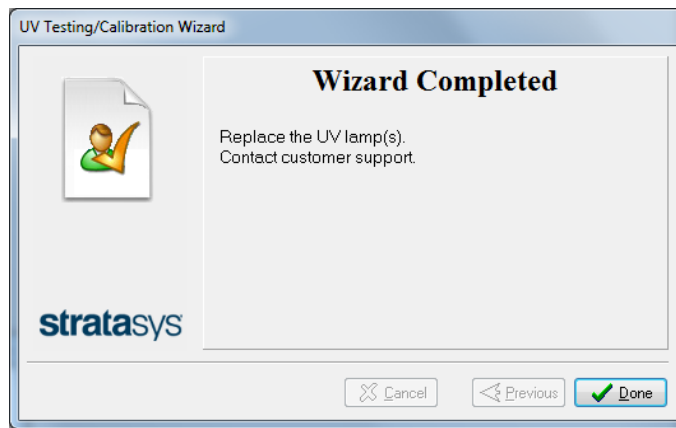 UV Testing/Calibration Wizard
Wizard Completed
Replace the UV lamp(s).
Contact customer support.
stratasys
Cancel
Previous
Done